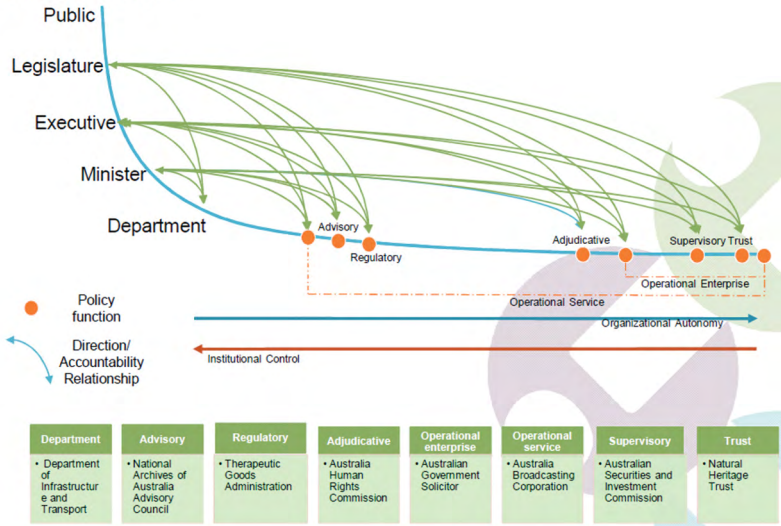 Public
Legislature
Executive
Minister
Department
Advisory
Regulatory
Adjudicative
Supervisory Trust
Operational Enterprise
Operational Service
Policy
function
Organizational Autonomy
Direction/
Accountability
Relationship
Institutional Control
Department
• Department
of
Infrastructur
e and
Transport
Advisory
• National
Archives of
Australia
Advisory
Council
Regulatory
• Therapeutic
Goods
Administration
Adjudicative
• Australia
Human
Rights
Commission
Operational
enterprise
• Australian
Government
Solicitor
Operational
service
• Australia
Broadcasting
Corporation
Supervisory
• Australian
Securities and
Investment
Commission
Trust
• Natural
Heritage
Trust